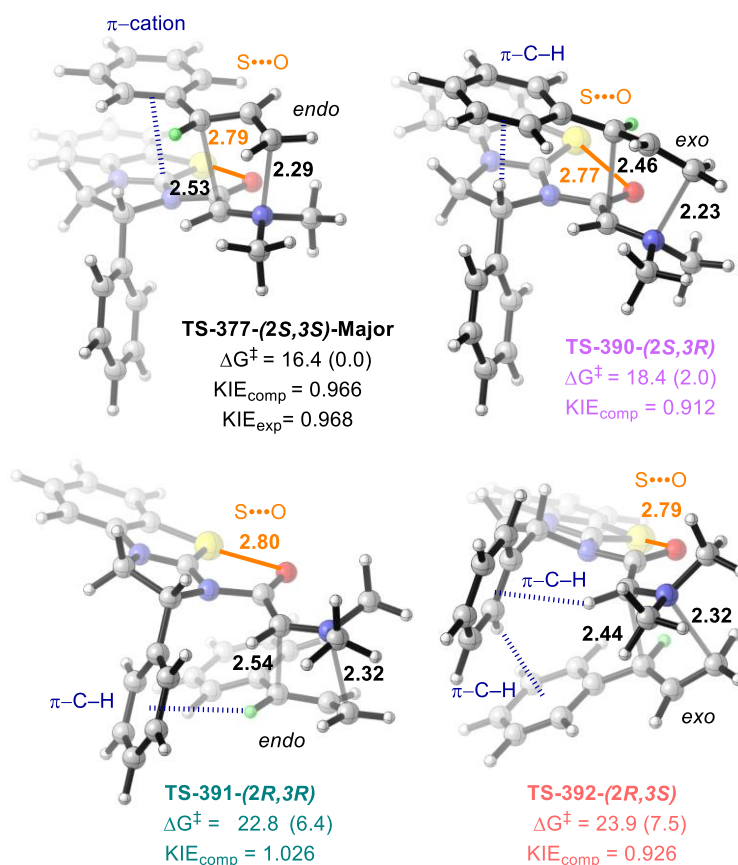 π–cation
S•••O
endo
2.79
2.29
2.53
TS-377-(2S,3S)-Major
ΔG‡ = 16.4 (0.0)
KIEcomp = 0.966
KIEexp= 0.968
π–C–H
S•••O
exo
2.46
2.77
2.23
TS-390-(2S,3R)
ΔG‡ = 18.4 (2.0)
KIEcomp = 0.912
S•••O
2.80
2.54
2.32
π–C–H
endo
TS-391-(2R,3R)
ΔG‡ = 22.8 (6.4)
KIEcomp = 1.026
S•••O
2.79
π–C–H
2.32
2.44
π–C–H
exo
TS-392-(2R,3S)
ΔG‡ = 23.9 (7.5)
KIEcomp = 0.926